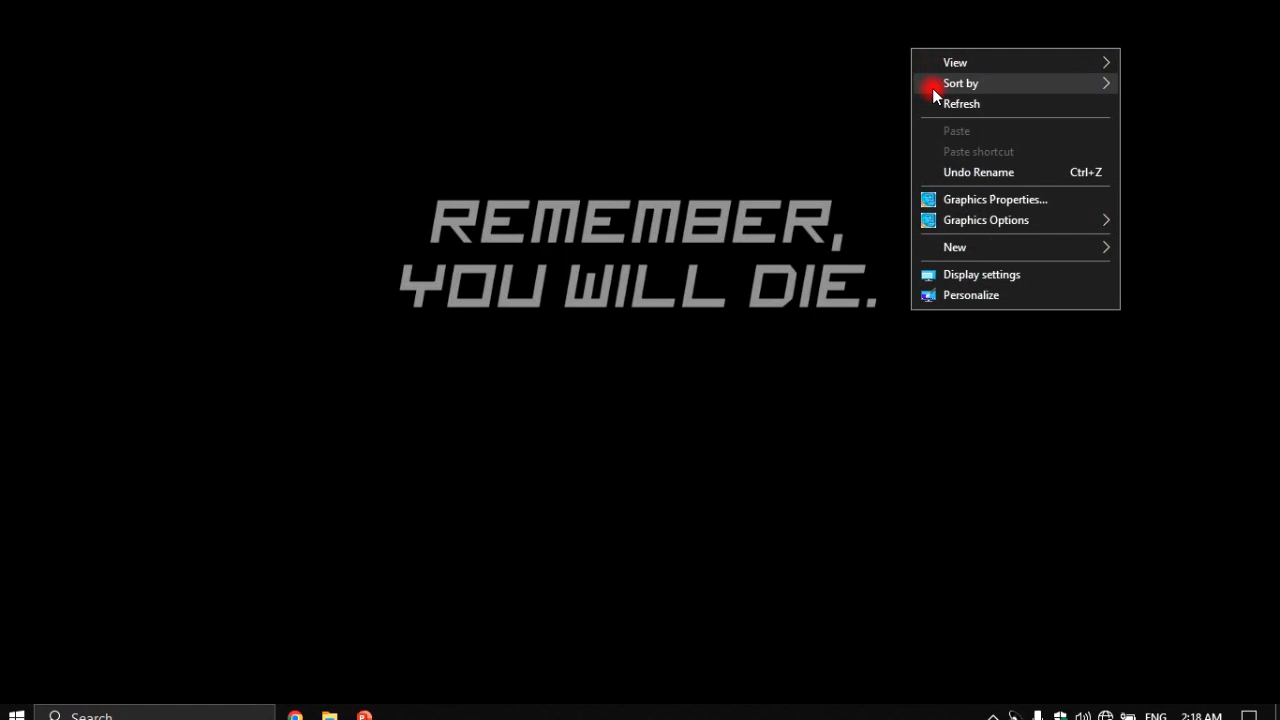 View
Sort by
Refresh
Paste
Paste shortcut
Undo Rename Ctrl+Z
Graphics Properties...
Graphics Options
New
Display settings
Personalize
REMEMBER,
YOU WILL DIE.
Search
ENG
2:18 AM